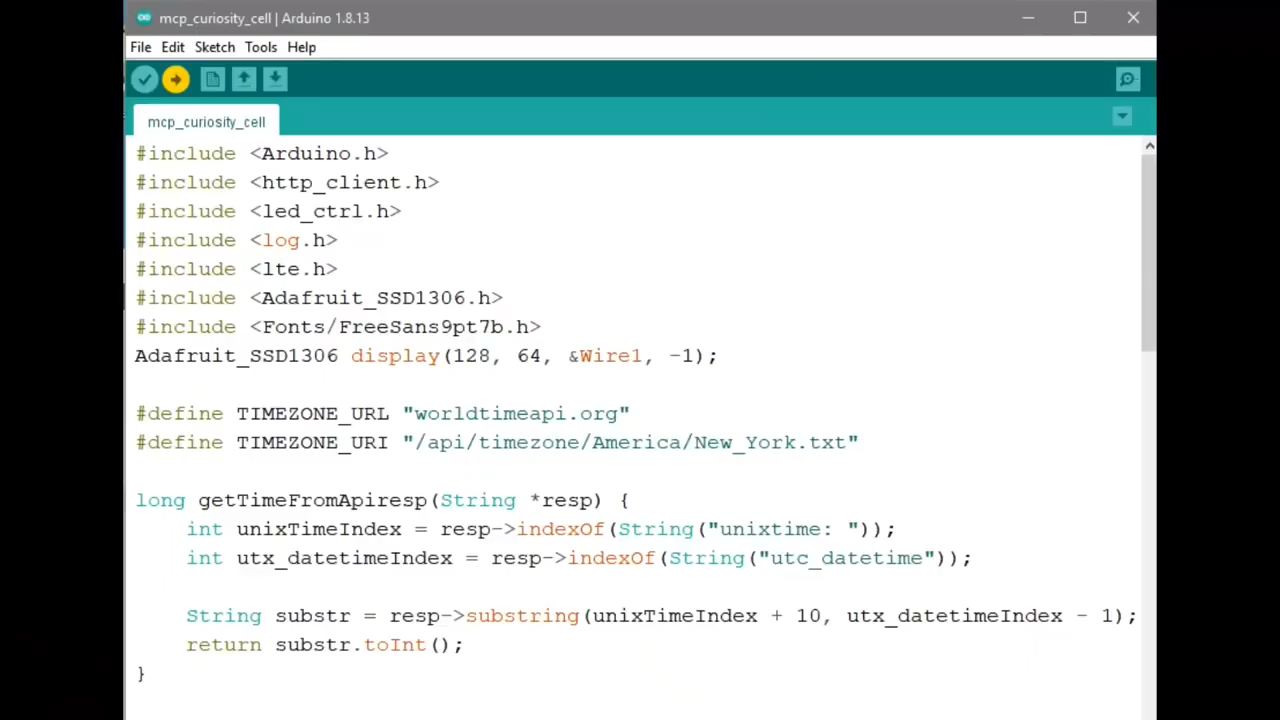 mcp_curiosity_cell | Arduino 1.8.13
File Edit Sketch Tools Help
mcp_curiosity_cell
#include <Arduino.h>
#include <http_client.h>
#include <led_ctrl.h>
#include <log.h>
#include <lte.h>
#include <Adafruit_SSD1306.h>
#include <Fonts/FreeSans9pt7b.h>
Adafruit_SSD1306 display(128, 64, &Wire1, -1);
#define TIMEZONE_URL "worldtimeapi.org"
#define TIMEZONE_URI "/api/timezone/America/New_York.txt"
long getTimeFromApiresp(String *resp) {
int unixTimeIndex = resp->indexOf(String("unixtime: "));
int utx_datetimeIndex = resp->indexOf(String("utc_datetime"));
String substr = resp->substring(unixTimeIndex + 10, utx_datetimeIndex - 1);
return substr.toInt();
}